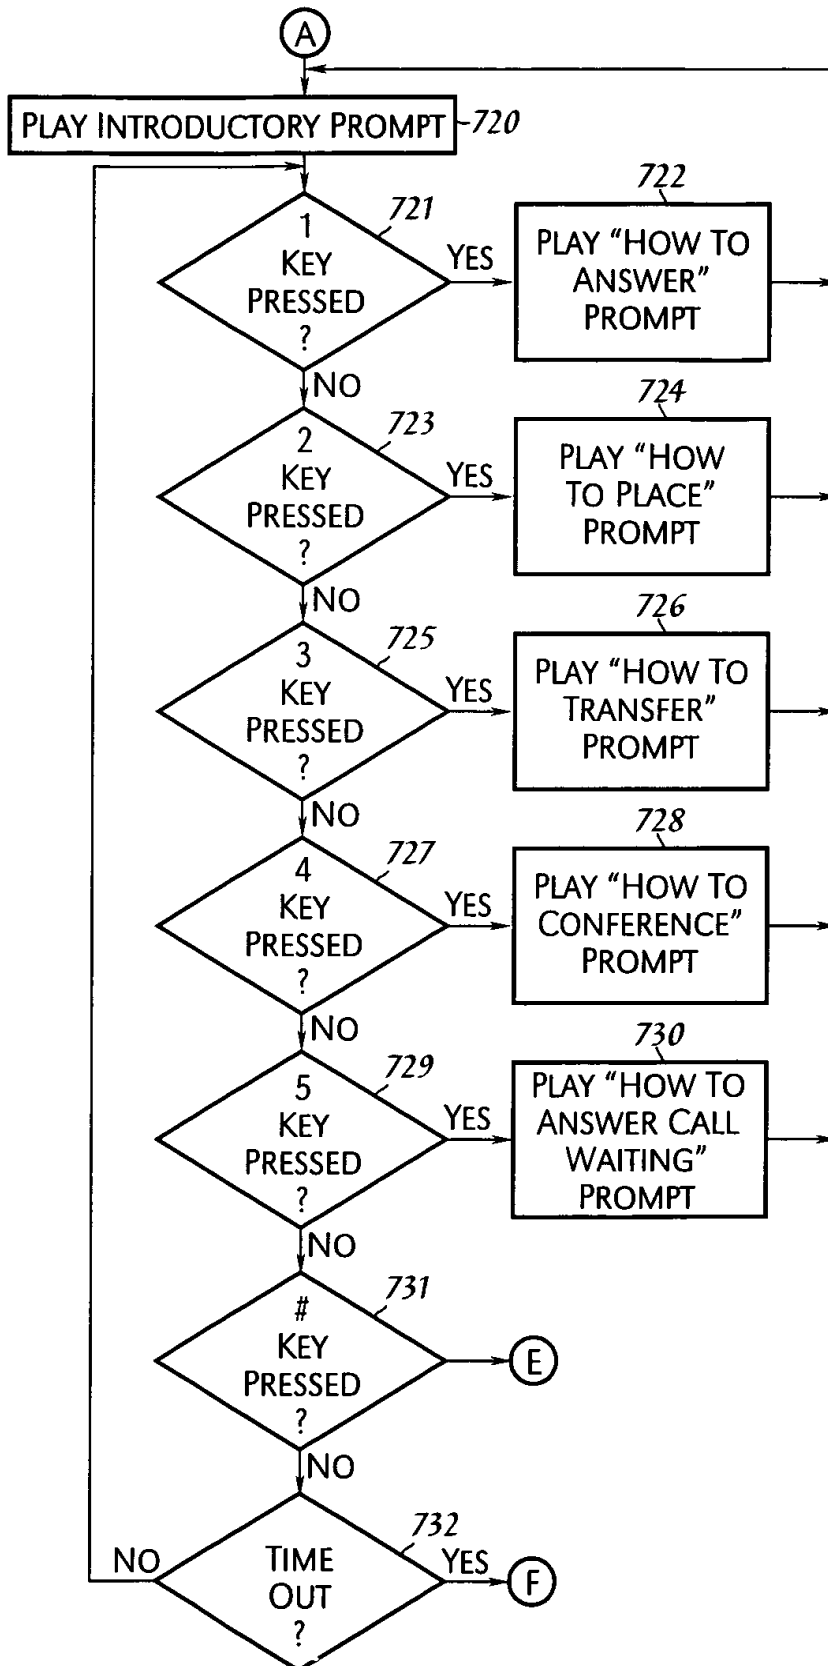 A
PLAY INTRODUCTORY PROMPT
720
721
1
KEY
PRESSED
?
YES
722
PLAY “HOW TO
ANSWER”
PROMPT
NO
723
2
KEY
PRESSED
?
YES
724
PLAY “HOW
TO PLACE”
PROMPT
NO
725
3
KEY
PRESSED
?
YES
726
PLAY “HOW TO
TRANSFER”
PROMPT
NO
727
4
KEY
PRESSED
?
YES
728
PLAY “HOW TO
CONFERENCE”
PROMPT
NO
729
5
KEY
PRESSED
?
YES
730
PLAY “HOW TO
ANSWER CALL
WAITING”
PROMPT
NO
731
#
KEY
PRESSED
?
E
NO
732
TIME
OUT
?
NO
YES
F